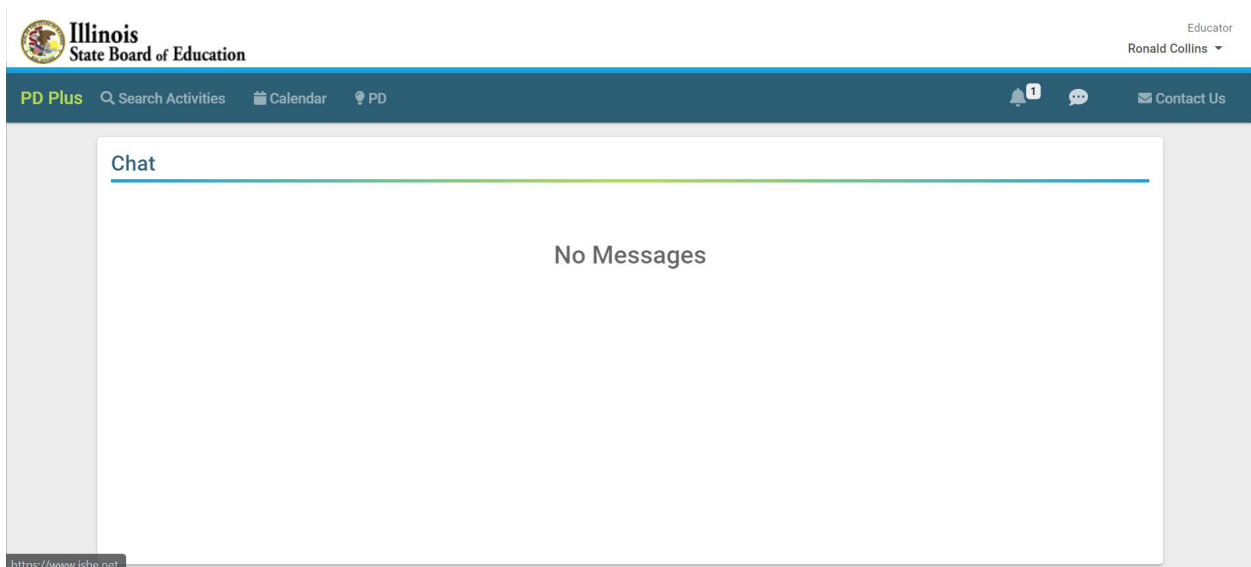 Illinois
State Board of Education
Educator
Ronald Collins
PD Plus Search Activities Calendar PD 1 Contact Us
Chat
No Messages
https://www.isbe.net